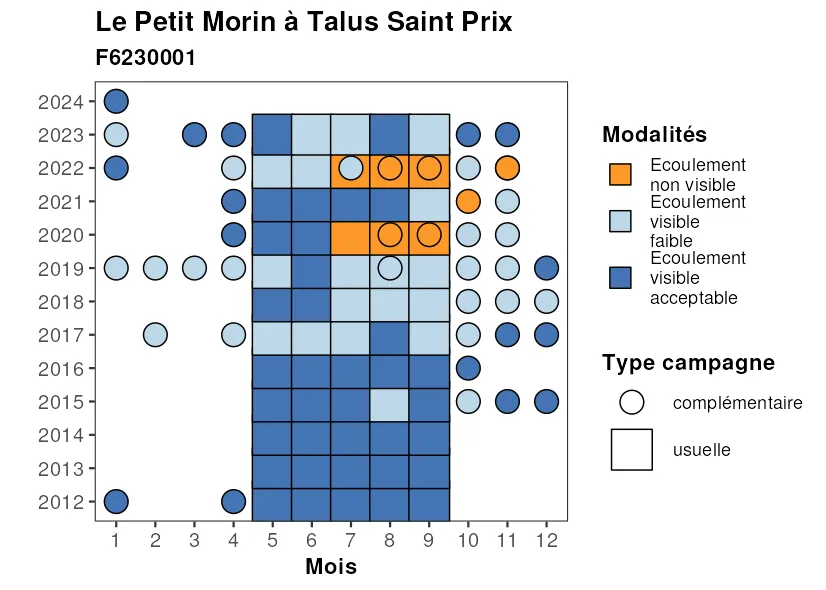 Le Petit Morin à Talus Saint Prix
F6230001
2024
2023
2022
2021
2020
2019
2018
2017
2016
2015
2014
2013
2012
1 2 3 4 5 6 7 8 9 10 11 12
Mois
Modalités
Ecoulement
non visible
Ecoulement
visible
faible
Ecoulement
visible
acceptable
Type campagne
complémentaire
usuelle